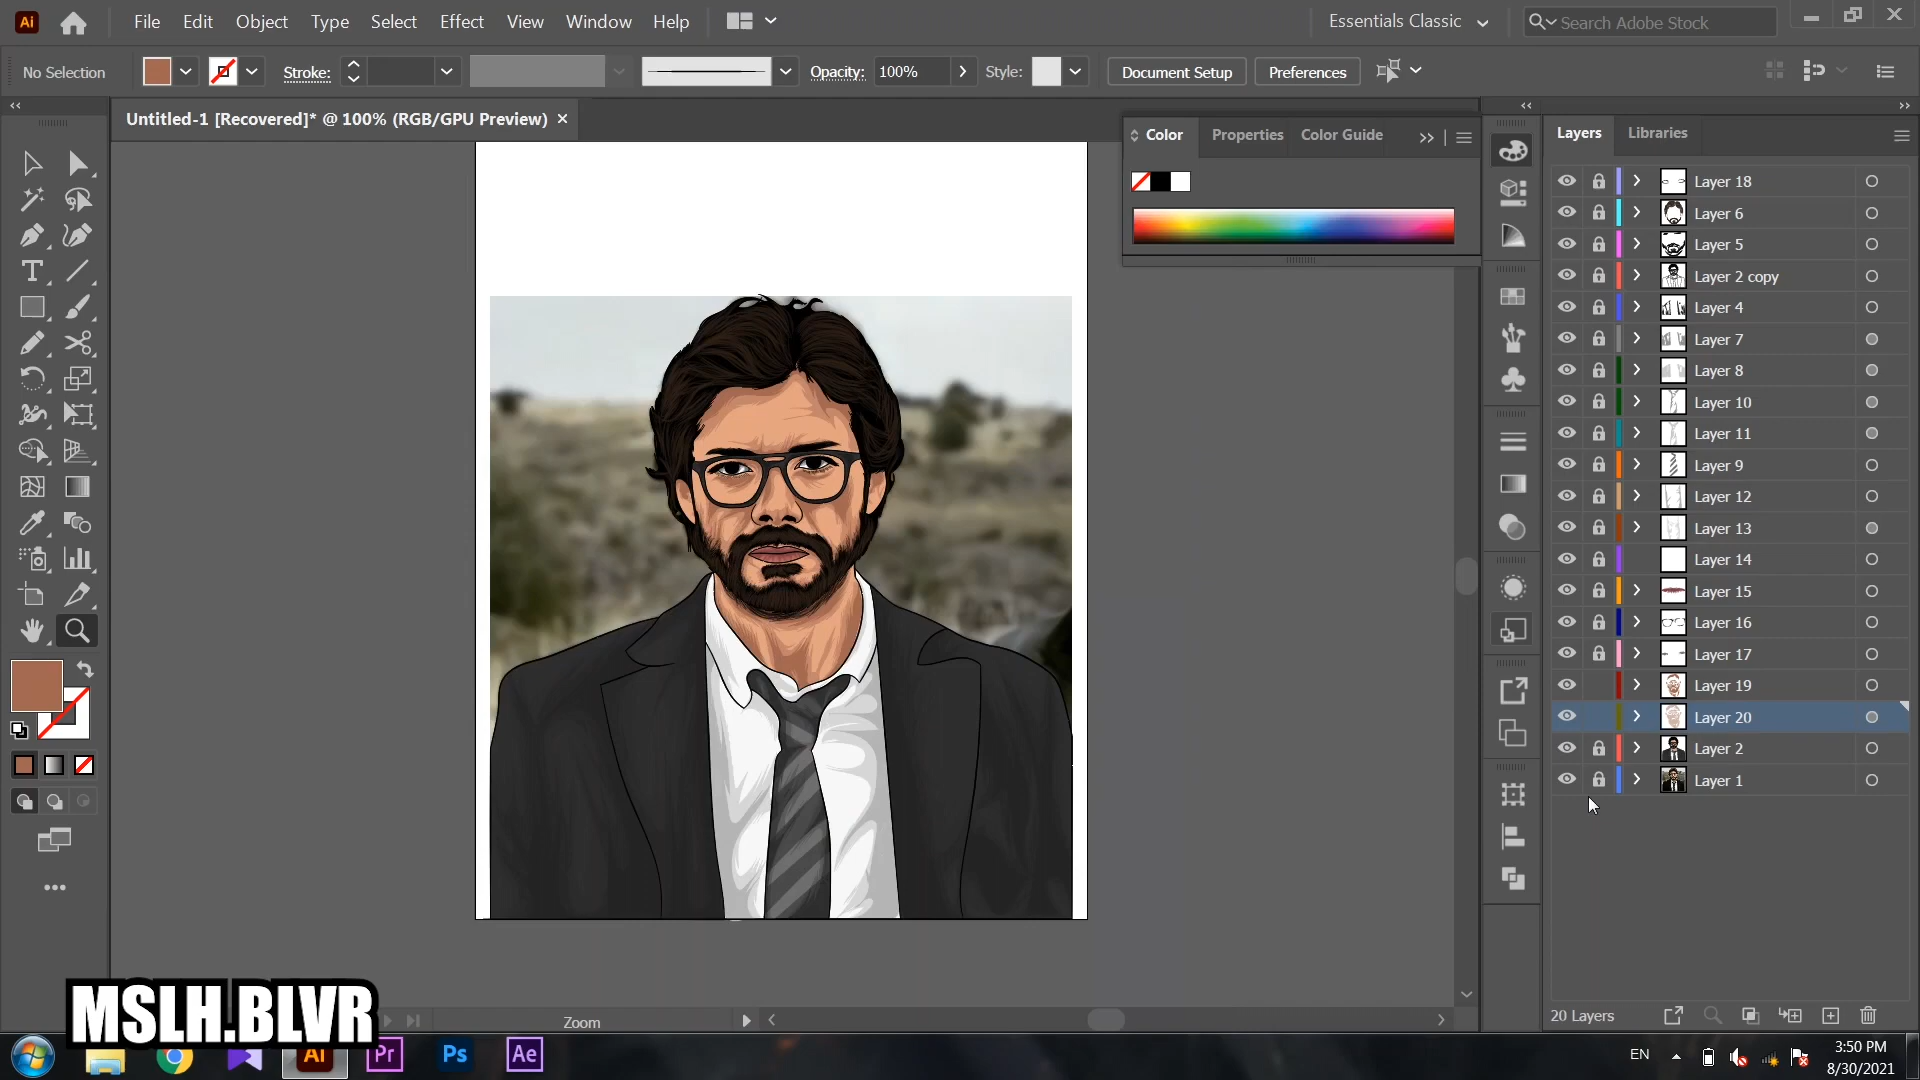 Ai File Edit Object Type Select Effect View Window Help Essentials Classic Search Adobe Stock
No Selection Stroke: Opacity: 100% Style: Document Setup Preferences
Untitled-1 [Recovered]* @ 100% (RGB/GPU Preview)
Color Properties Color Guide
Layers Libraries
Layer 18
Layer 6
Layer 5
Layer 2 copy
Layer 4
Layer 7
Layer 8
Layer 10
Layer 11
Layer 9
Layer 12
Layer 13
Layer 14
Layer 15
Layer 16
Layer 17
Layer 19
Layer 20
Layer 2
Layer 1
20 Layers
MSLH.BLVR
Zoom
Ai Pr Ps Ae
EN 3:50 PM
8/30/2021